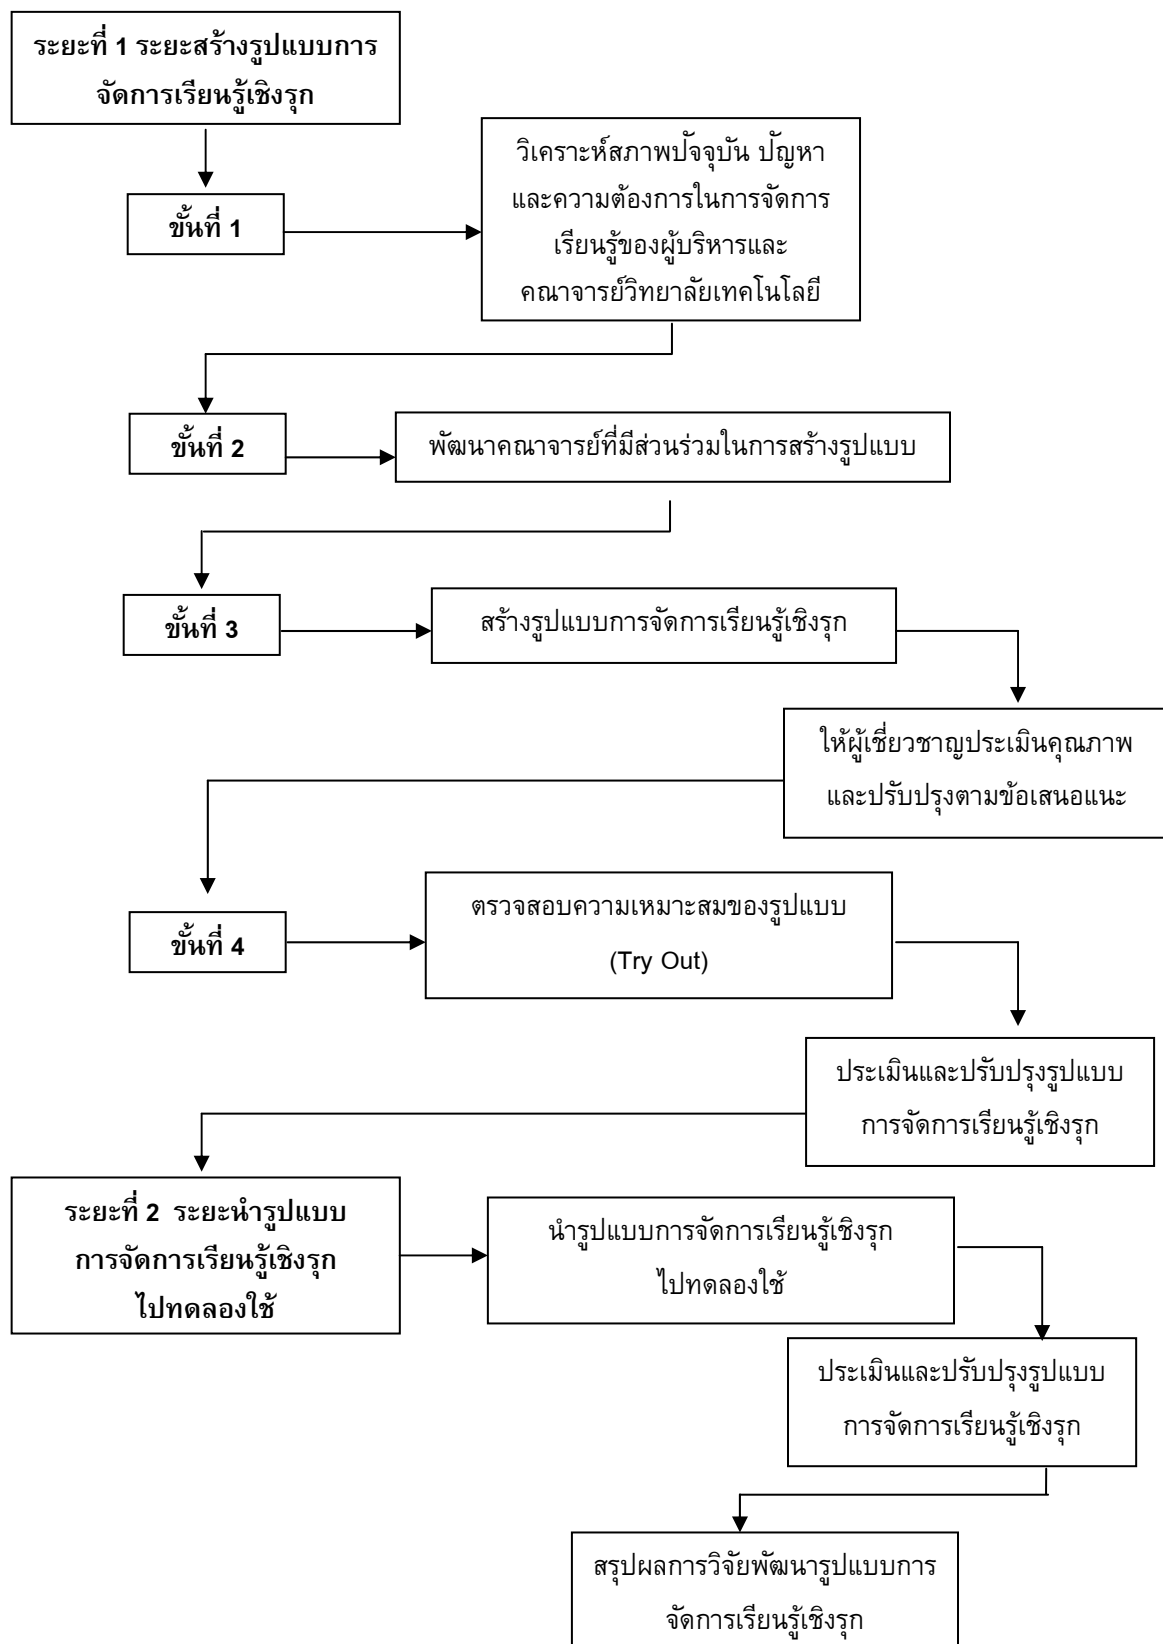 ระยะที่ 1 ระยะสร้างรูปแบบการ
จัดการเรียนรู้เชิงรุก
ขั้นที่ 1
วิเคราะห์สภาพปัจจุบัน ปัญหา
และความต้องการในการจัดการ
เรียนรู้ของผู้บริหารและ
คณาจารย์วิทยาลัยเทคโนโลยี
ขั้นที่ 2
พัฒนาคณาจารย์ที่มีส่วนร่วมในการสร้างรูปแบบ
ขั้นที่ 3
สร้างรูปแบบการจัดการเรียนรู้เชิงรุก
ให้ผู้เชี่ยวชาญประเมินคุณภาพ
และปรับปรุงตามข้อเสนอแนะ
ขั้นที่ 4
ตรวจสอบความเหมาะสมของรูปแบบ
(Try Out)
ประเมินและปรับปรุงรูปแบบ
การจัดการเรียนรู้เชิงรุก
ระยะที่ 2 ระยะนำรูปแบบ
การจัดการเรียนรู้เชิงรุก
ไปทดลองใช้
นำรูปแบบการจัดการเรียนรู้เชิงรุก
ไปทดลองใช้
ประเมินและปรับปรุงรูปแบบ
การจัดการเรียนรู้เชิงรุก
สรุปผลการวิจัยพัฒนารูปแบบการ
จัดการเรียนรู้เชิงรุก